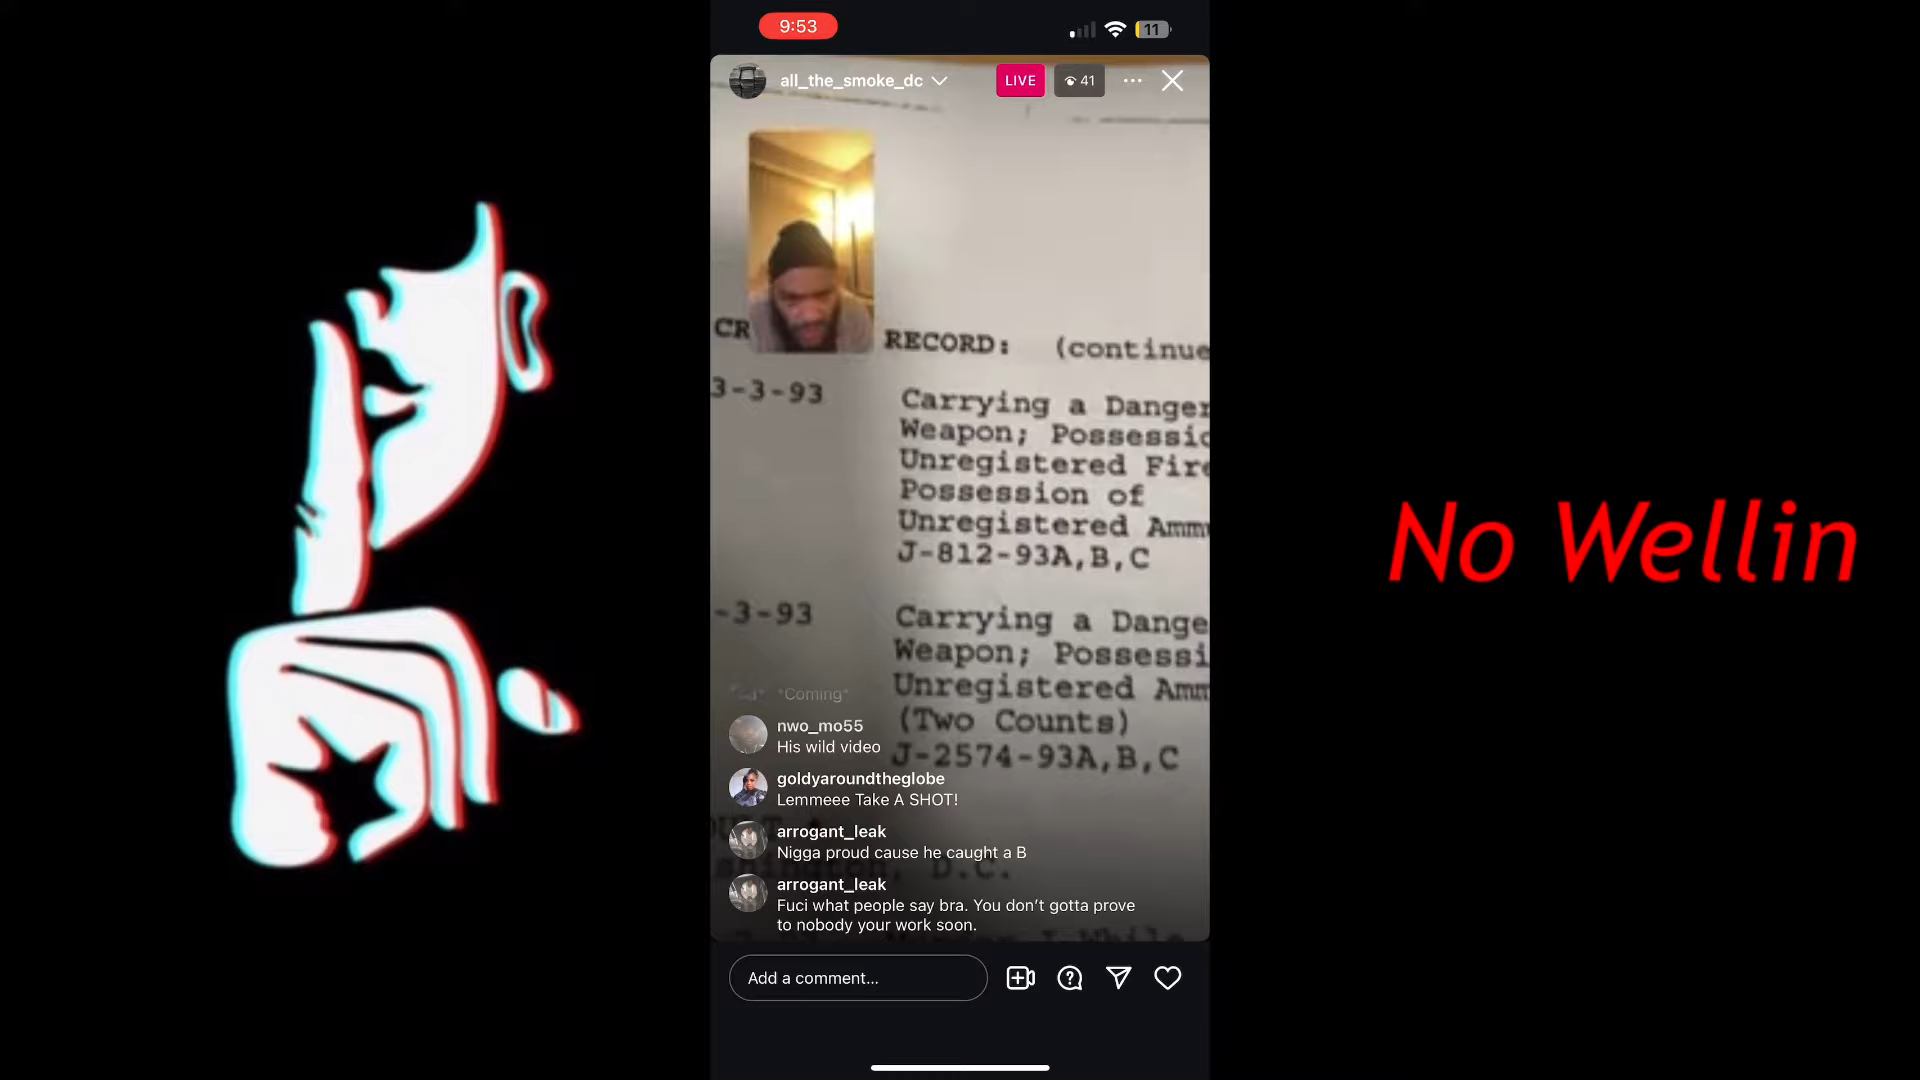 9:53
11
all_the_smoke_dc
LIVE
41
RECORD: (continue
3-3-93 Carrying a Danger
Weapon; Possessio
Unregistered Fire
Possession of
Unregistered Ammu
J-812-93A,B,C
-3-93 Carrying a Dange
Weapon; Possessi
Unregistered Amm
(Two Counts)
J-2574-93A,B,C
*Coming*
nwo_mo55
His wild video
goldyaroundtheglobe
Lemmeee Take A SHOT!
arrogant_leak
Nigga proud cause he caught a B
D.C.
arrogant_leak
Fuci what people say bra. You don’t gotta prove
to nobody your work soon.
Add a comment...
No Wellin